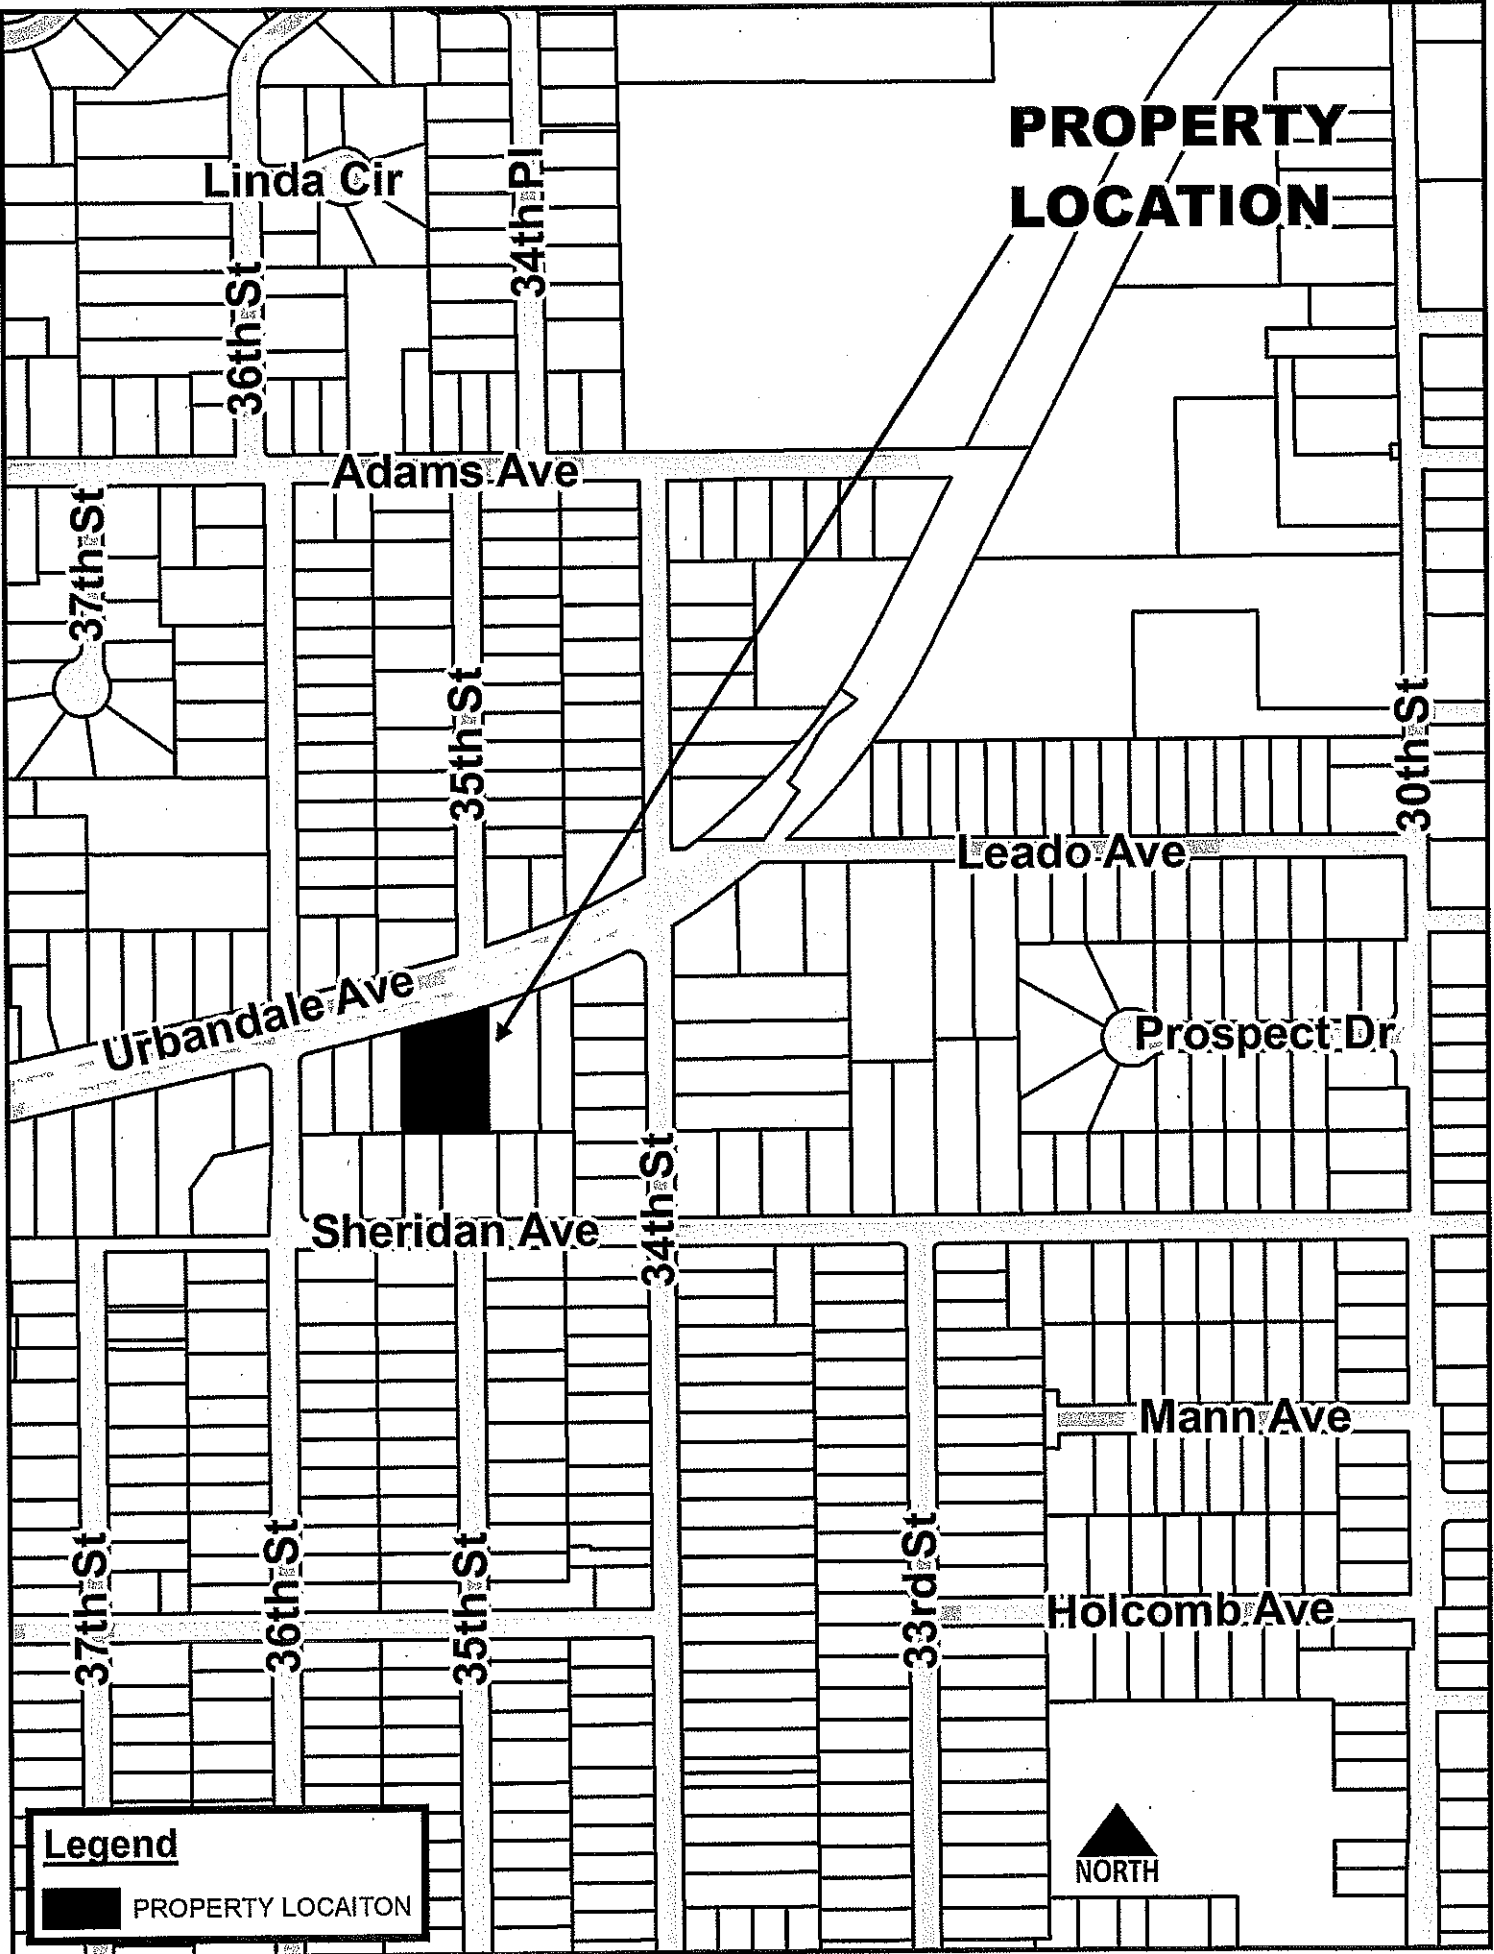 PROPERTY
LOCATION
Linda Cir
34th Pl
36th St
Adams Ave
37th St
35th St
30th St
Leado Ave
Urbandale Ave
Prospect Dr
34th St
Sheridan Ave
Mann Ave
37th St
36th St
35th St
33rd St
Holcomb Ave
Legend
PROPERTY LOCAITON
NORTH